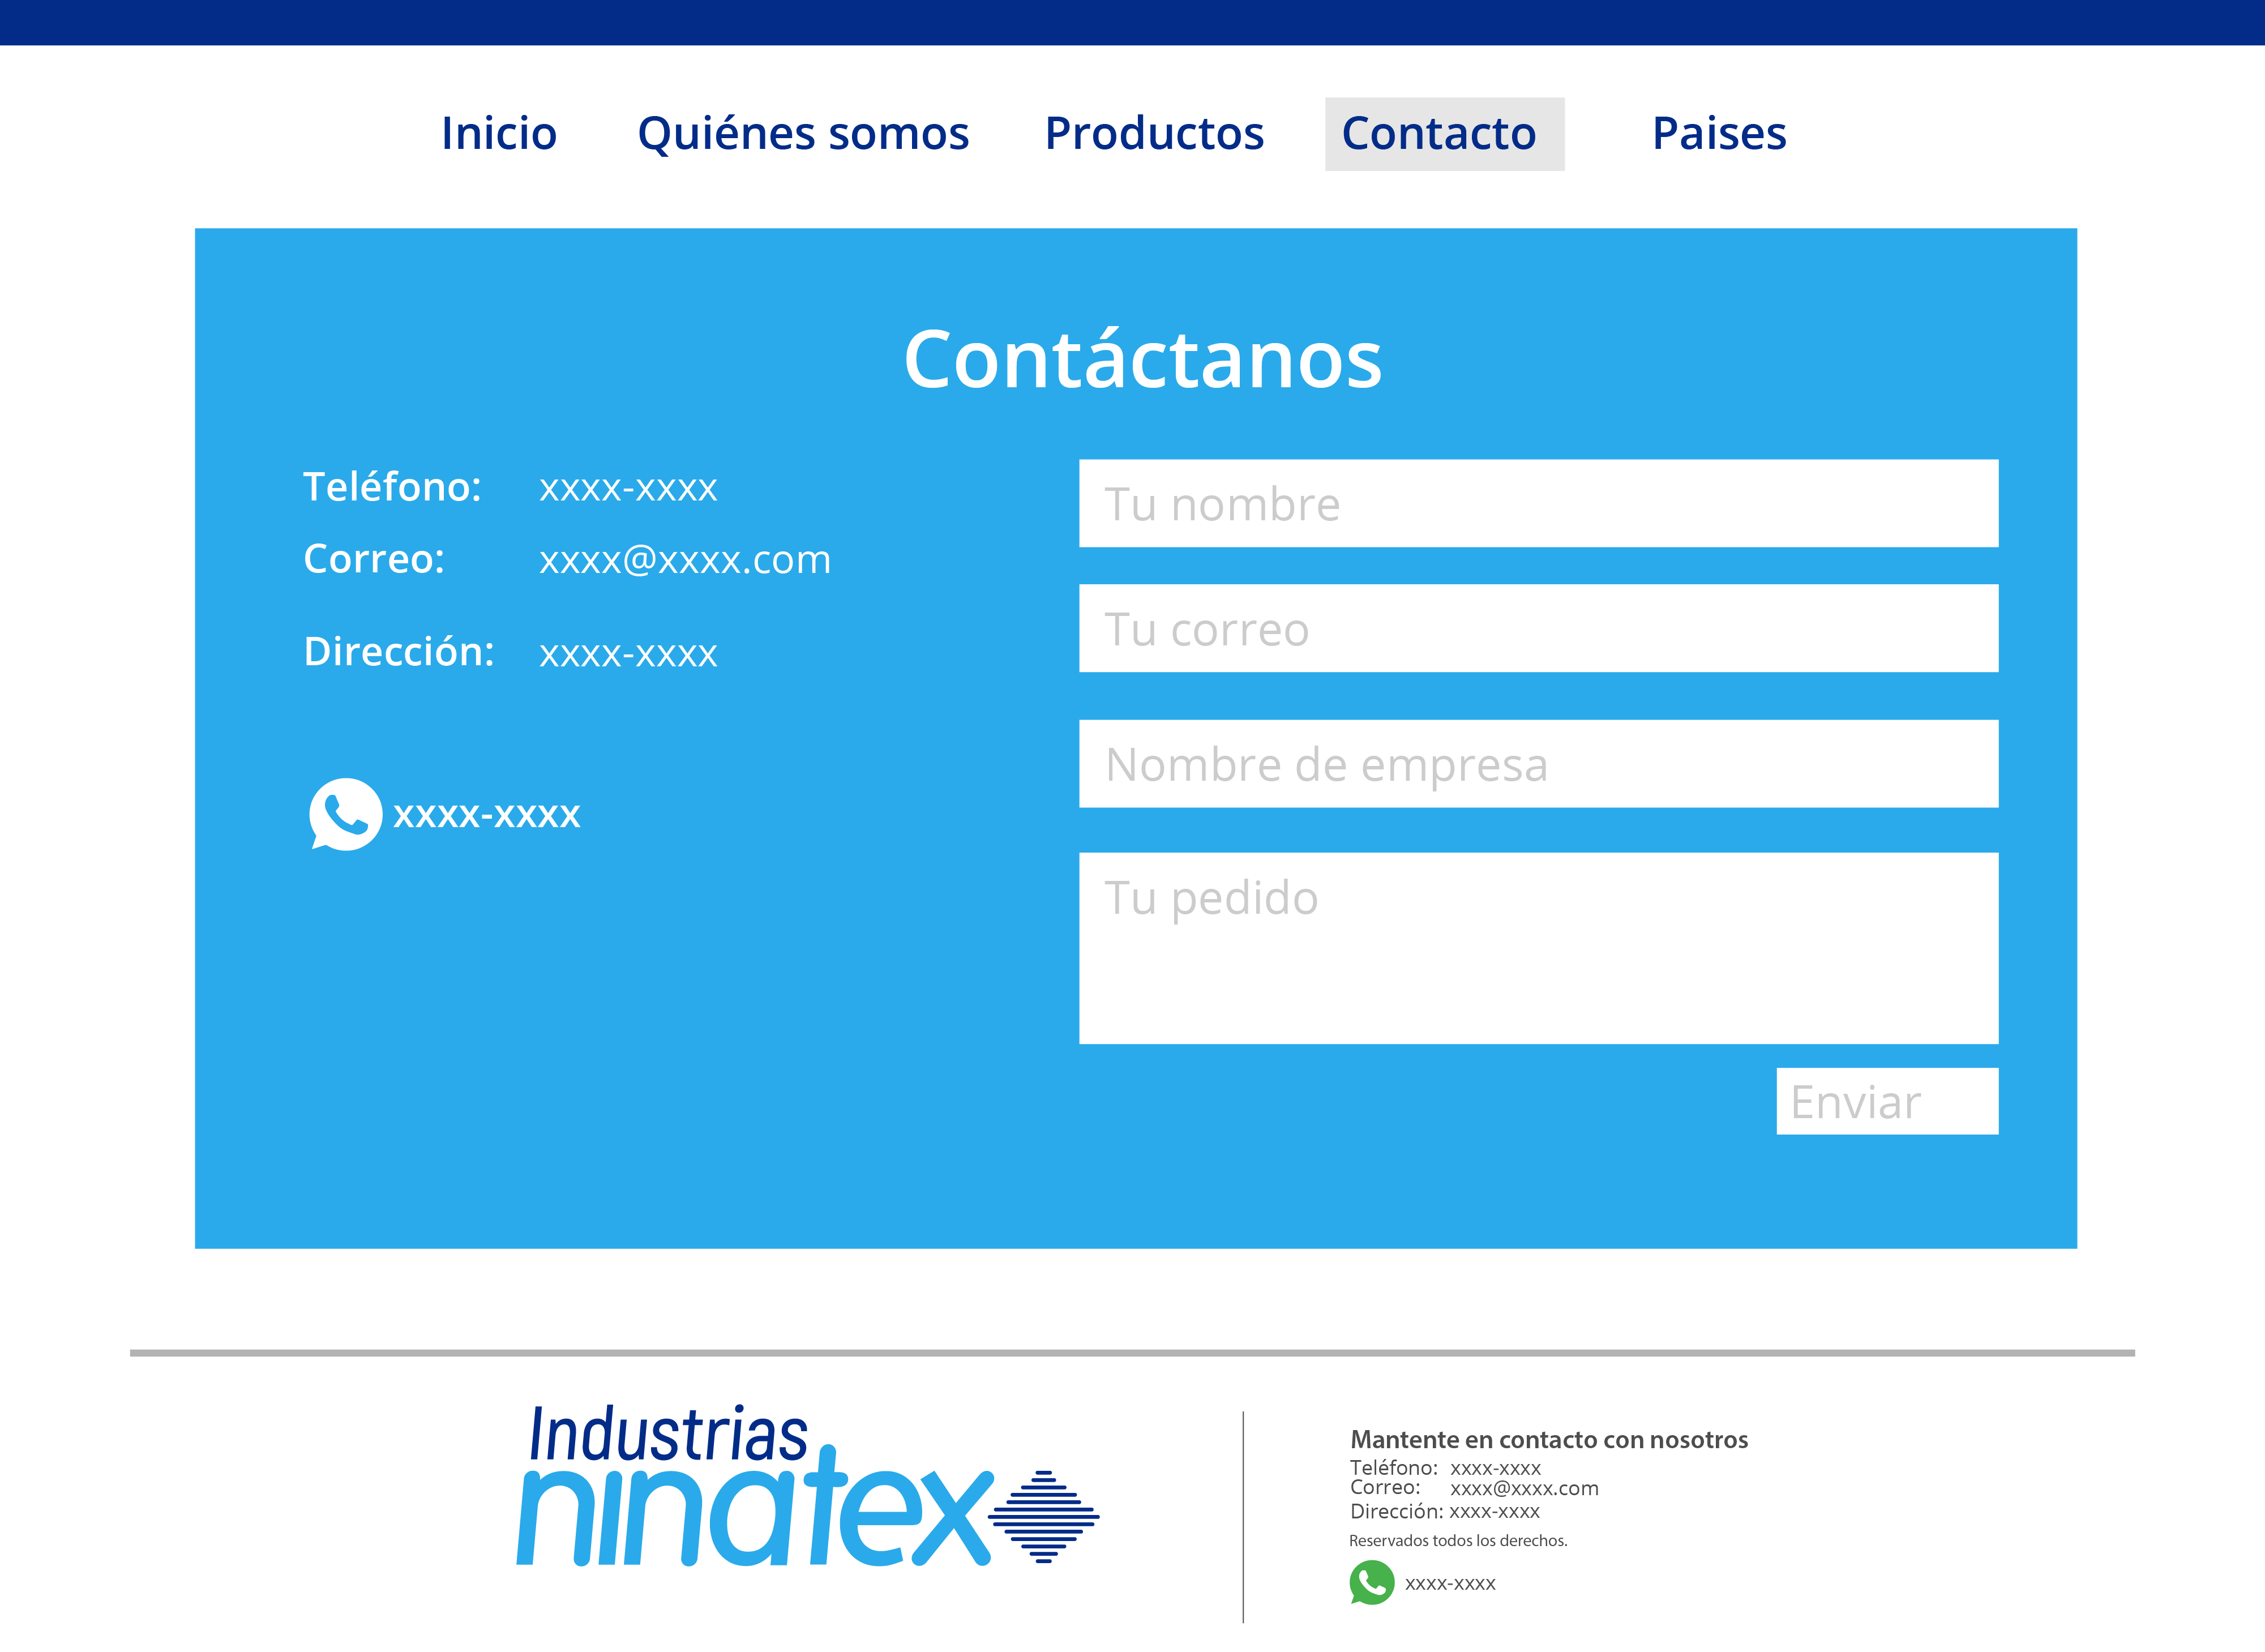 Inicio Quiénes somos Productos Contacto Paises
Contáctanos
Teléfono: xxxx-xxxx
Correo: xxxx@xxxx.com
Dirección: xxxx-xxxx
xxxx-xxxx
Tu nombre
Tu correo
Nombre de empresa
Tu pedido
Enviar
Industrias
ninatex
Mantente en contacto con nosotros
Teléfono: xxxx-xxxx
Correo: xxxx@xxxx.com
Dirección: xxxx-xxxx
Reservados todos los derechos.
xxxx-xxxx